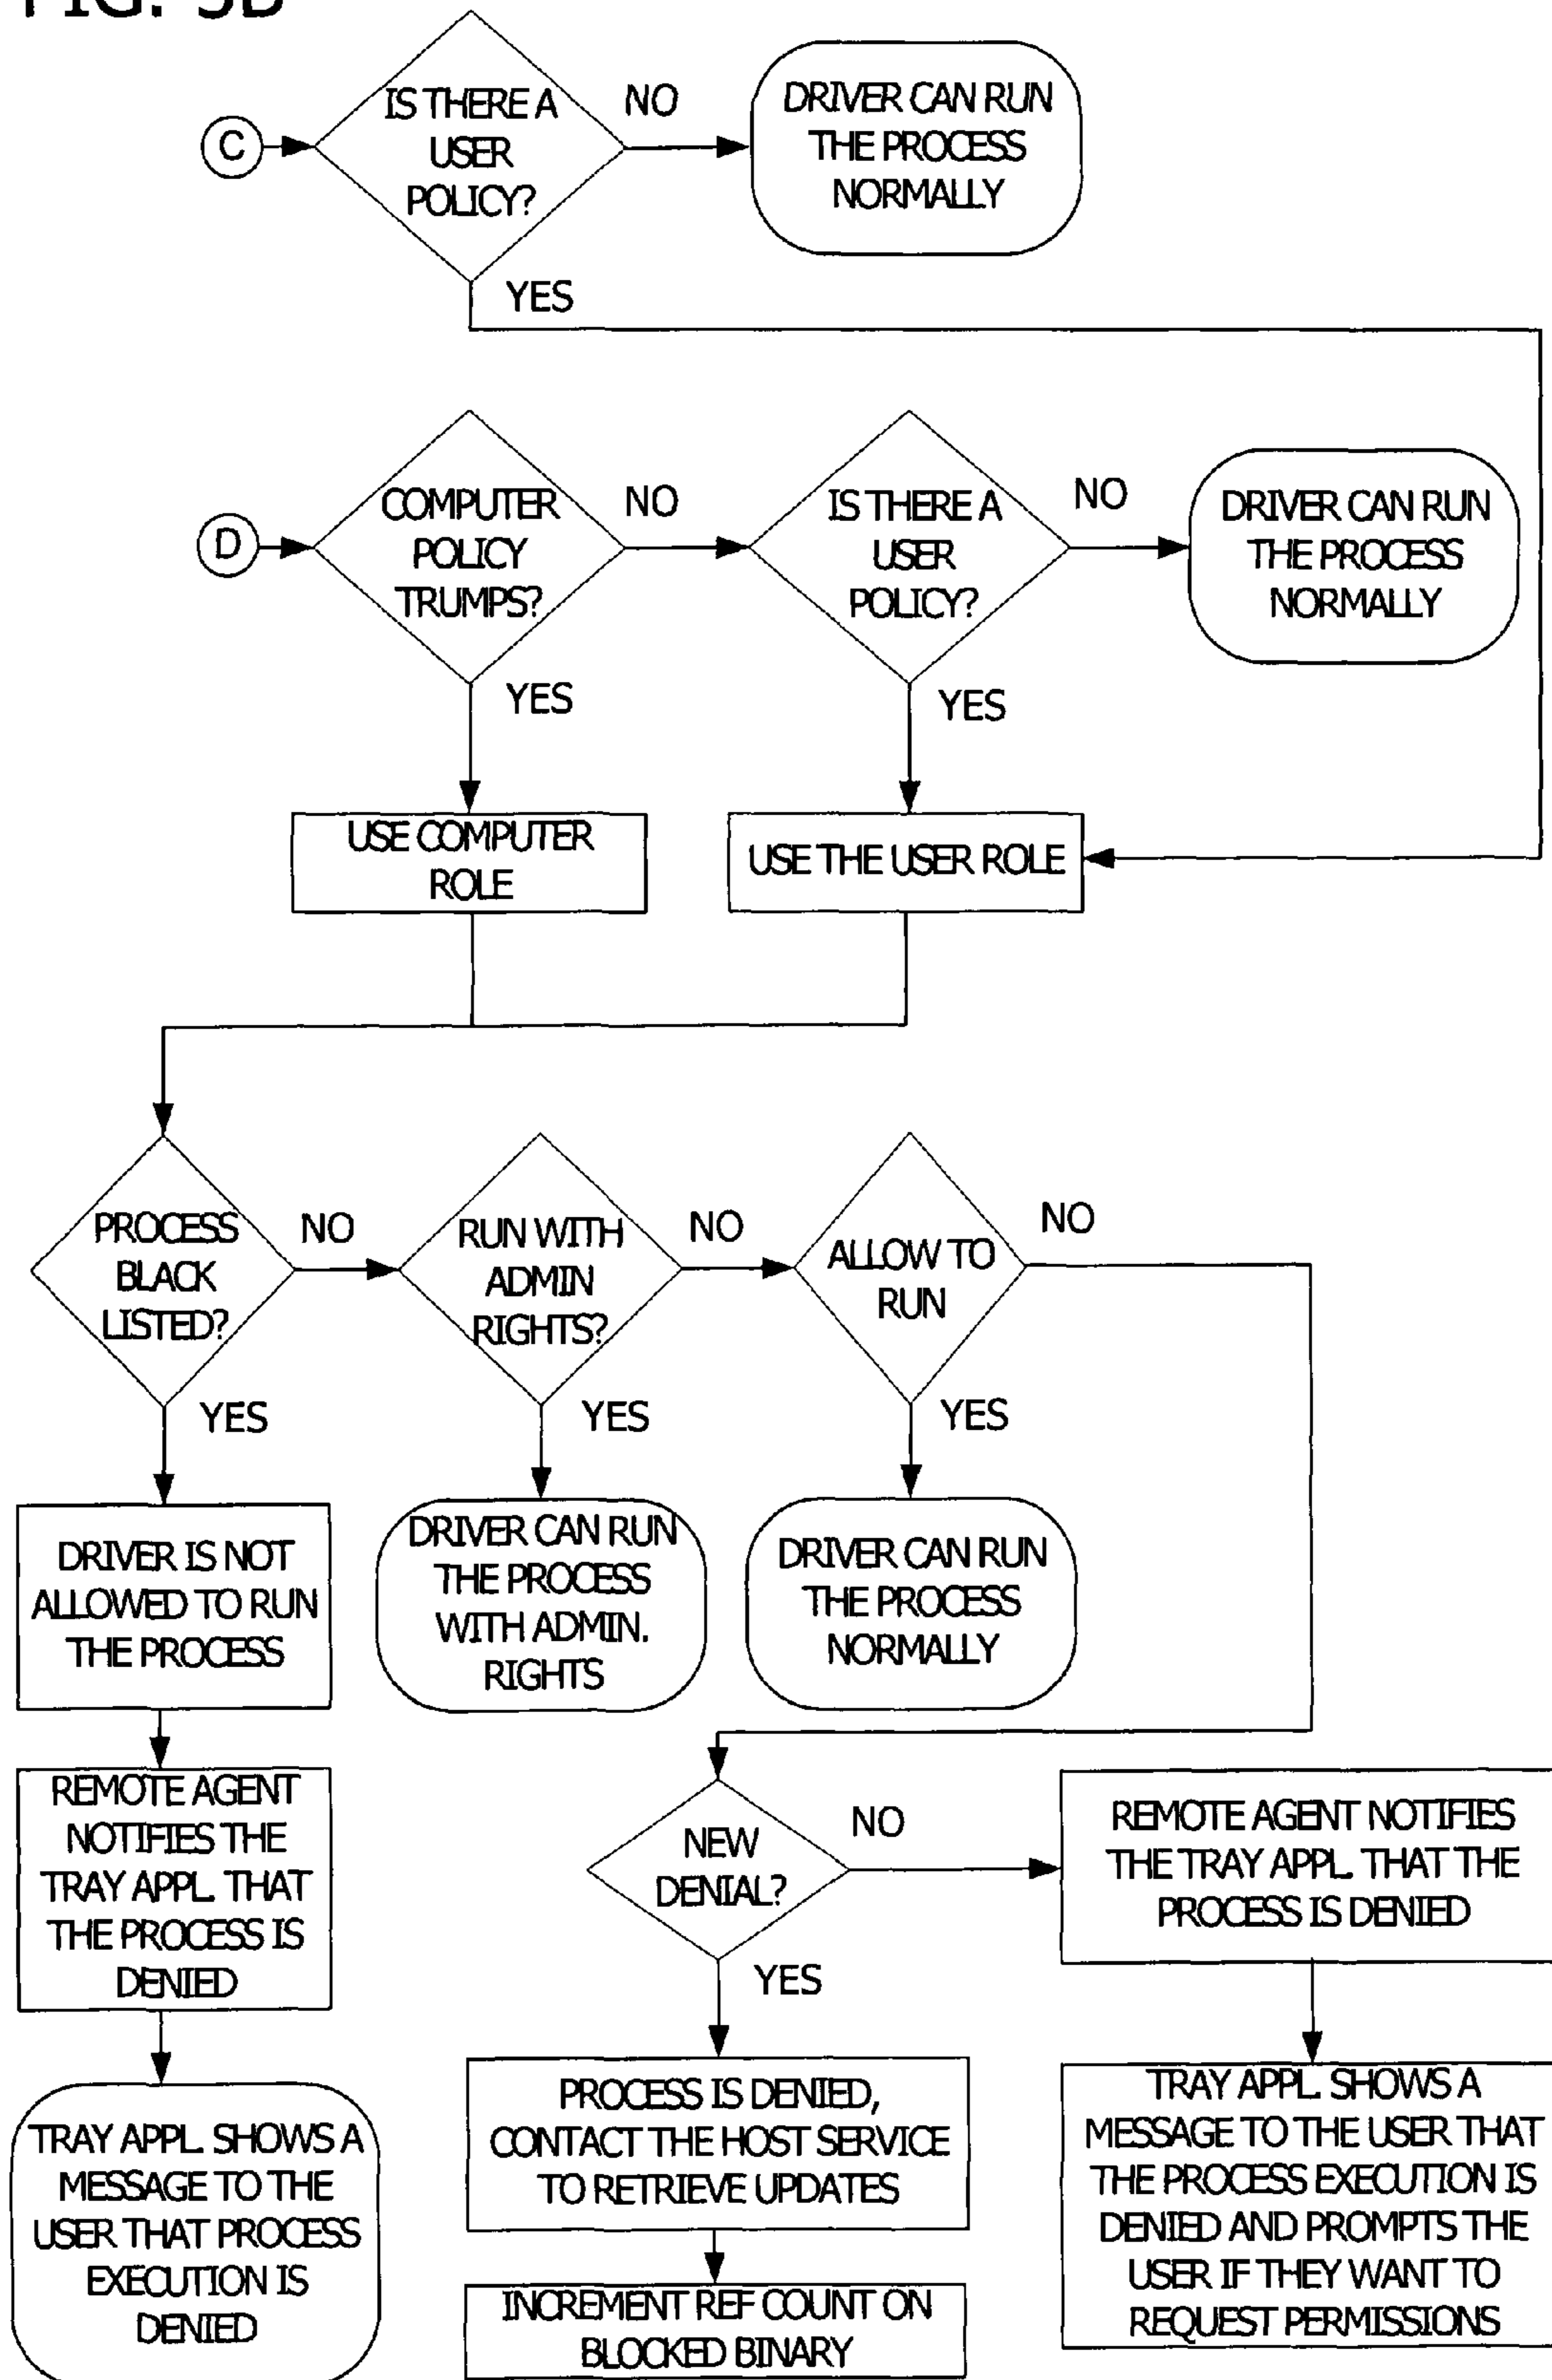 FIG. 5B
IS THERE A
USER
POLICY?
NO
DRIVER CAN RUN
THE PROCESS
NORMALLY
C
YES
COMPUTER
POLICY
TRUMPS?
NO
IS THERE A
USER
POLICY?
NO
DRIVER CAN RUN
THE PROCESS
NORMALLY
D
YES
YES
USE COMPUTER
ROLE
USE THE USER ROLE
PROCESS
BLACK
LISTED?
NO
RUN WITH
ADMIN
RIGHTS?
NO
ALLOW TO
RUN
NO
YES
YES
YES
DRIVER IS NOT
ALLOWED TO RUN
THE PROCESS
DRIVER CAN RUN
THE PROCESS
WITH ADMIN.
RIGHTS
DRIVER CAN RUN
THE PROCESS
NORMALLY
REMOTE AGENT
NOTIFIES THE
TRAY APPL. THAT
THE PROCESS IS
DENIED
NEW
DENIAL?
NO
REMOTE AGENT NOTIFIES
THE TRAY APPL. THAT THE
PROCESS IS DENIED
YES
TRAY APPL. SHOWS A
MESSAGE TO THE
USER THAT PROCESS
EXECUTION IS
DENIED
PROCESS IS DENIED,
CONTACT THE HOST SERVICE
TO RETRIEVE UPDATES
INCREMENT REF COUNT ON
BLOCKED BINARY
TRAY APPL. SHOWS A
MESSAGE TO THE USER THAT
THE PROCESS EXECUTION IS
DENIED AND PROMPTS THE
USER IF THEY WANT TO
REQUEST PERMISSIONS